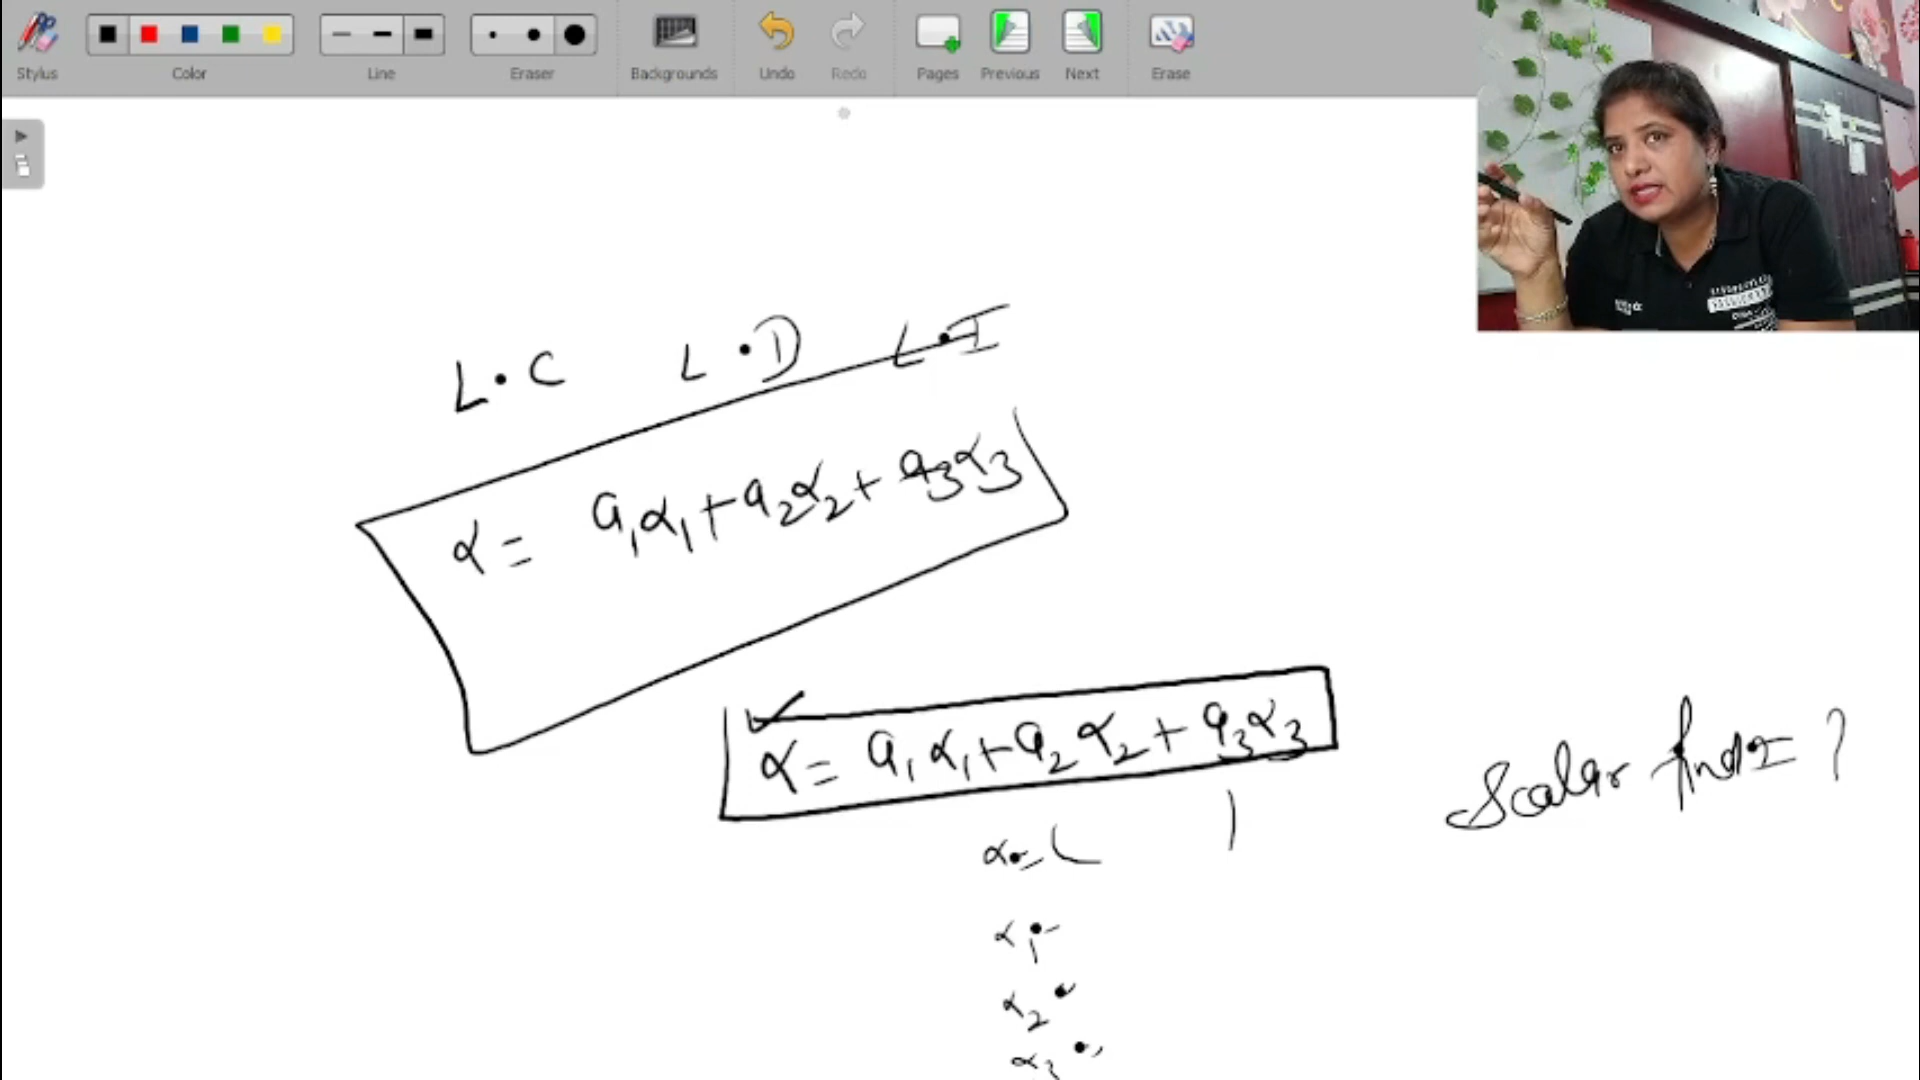 Stylus Color Line Eraser Backgrounds Undo Redo Pages Previous Next Erase
L·C L·D L·I
α = a₁α₁ + a₂α₂ + a₃α₃
α = a₁α₁ + a₂α₂ + a₃α₃
Scalar find ?
α = (
α₁
α₂
α₃